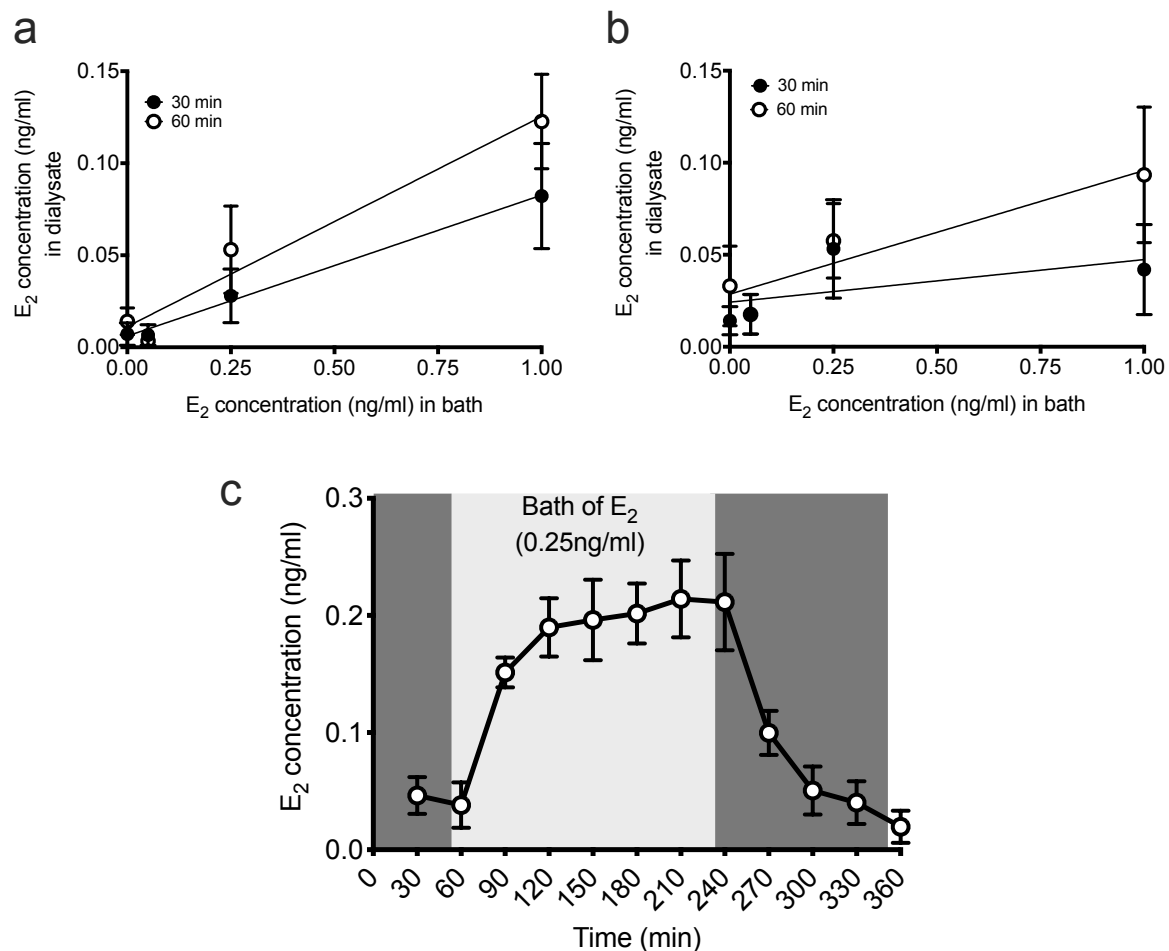 a
E₂ concentration (ng/ml)
in dialysate
0.15
0.10
0.05
0.00
30 min
60 min
0.00 0.25 0.50 0.75 1.00
E₂ concentration (ng/ml) in bath
b
E₂ concentration (ng/ml)
in dialysate
0.15
0.10
0.05
0.00
30 min
60 min
0.00 0.25 0.50 0.75 1.00
E₂ concentration (ng/ml) in bath
c
E₂ concentration (ng/ml)
0.3
0.2
0.1
0.0
Bath of E₂
(0.25ng/ml)
0 30 60 90 120 150 180 210 240 270 300 330 360
Time (min)